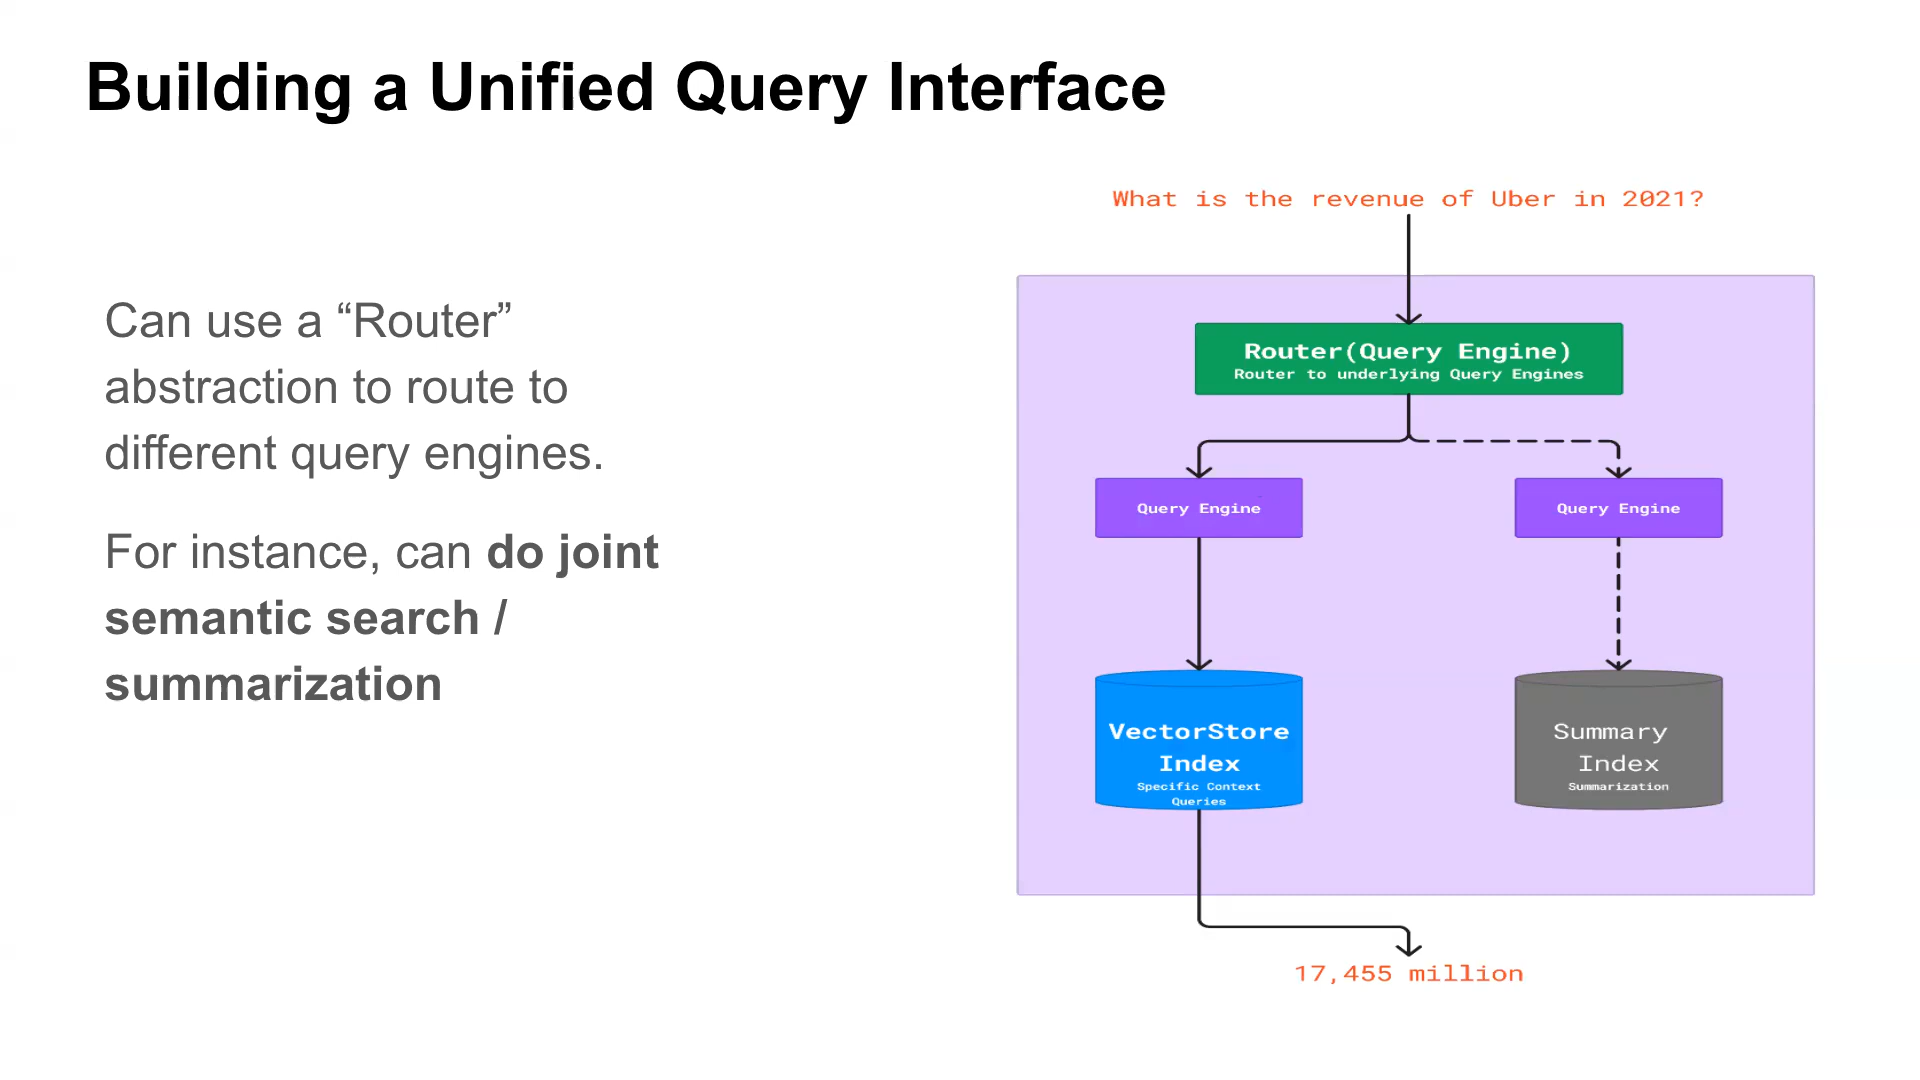 Building a Unified Query Interface
Can use a “Router”
abstraction to route to
different query engines.
For instance, can do joint
semantic search /
summarization
What is the revenue of Uber in 2021?
Router(Query Engine)
Router to underlying Query Engines
Query Engine
Query Engine
VectorStore
Index
Specific Context
Queries
Summary
Index
Summarization
17,455 million